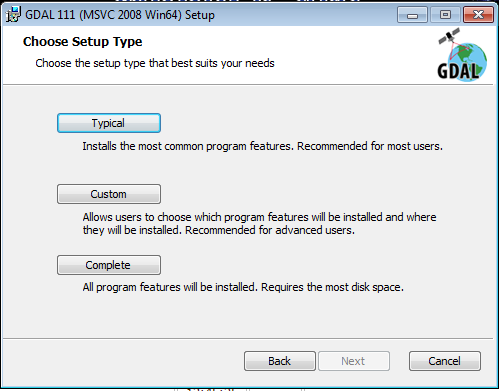 GDAL 111 (MSVC 2008 Win64) Setup
Choose Setup Type
Choose the setup type that best suits your needs
GDAL
Typical
Installs the most common program features. Recommended for most users.
Custom
Allows users to choose which program features will be installed and where
they will be installed. Recommended for advanced users.
Complete
All program features will be installed. Requires the most disk space.
Back
Next
Cancel